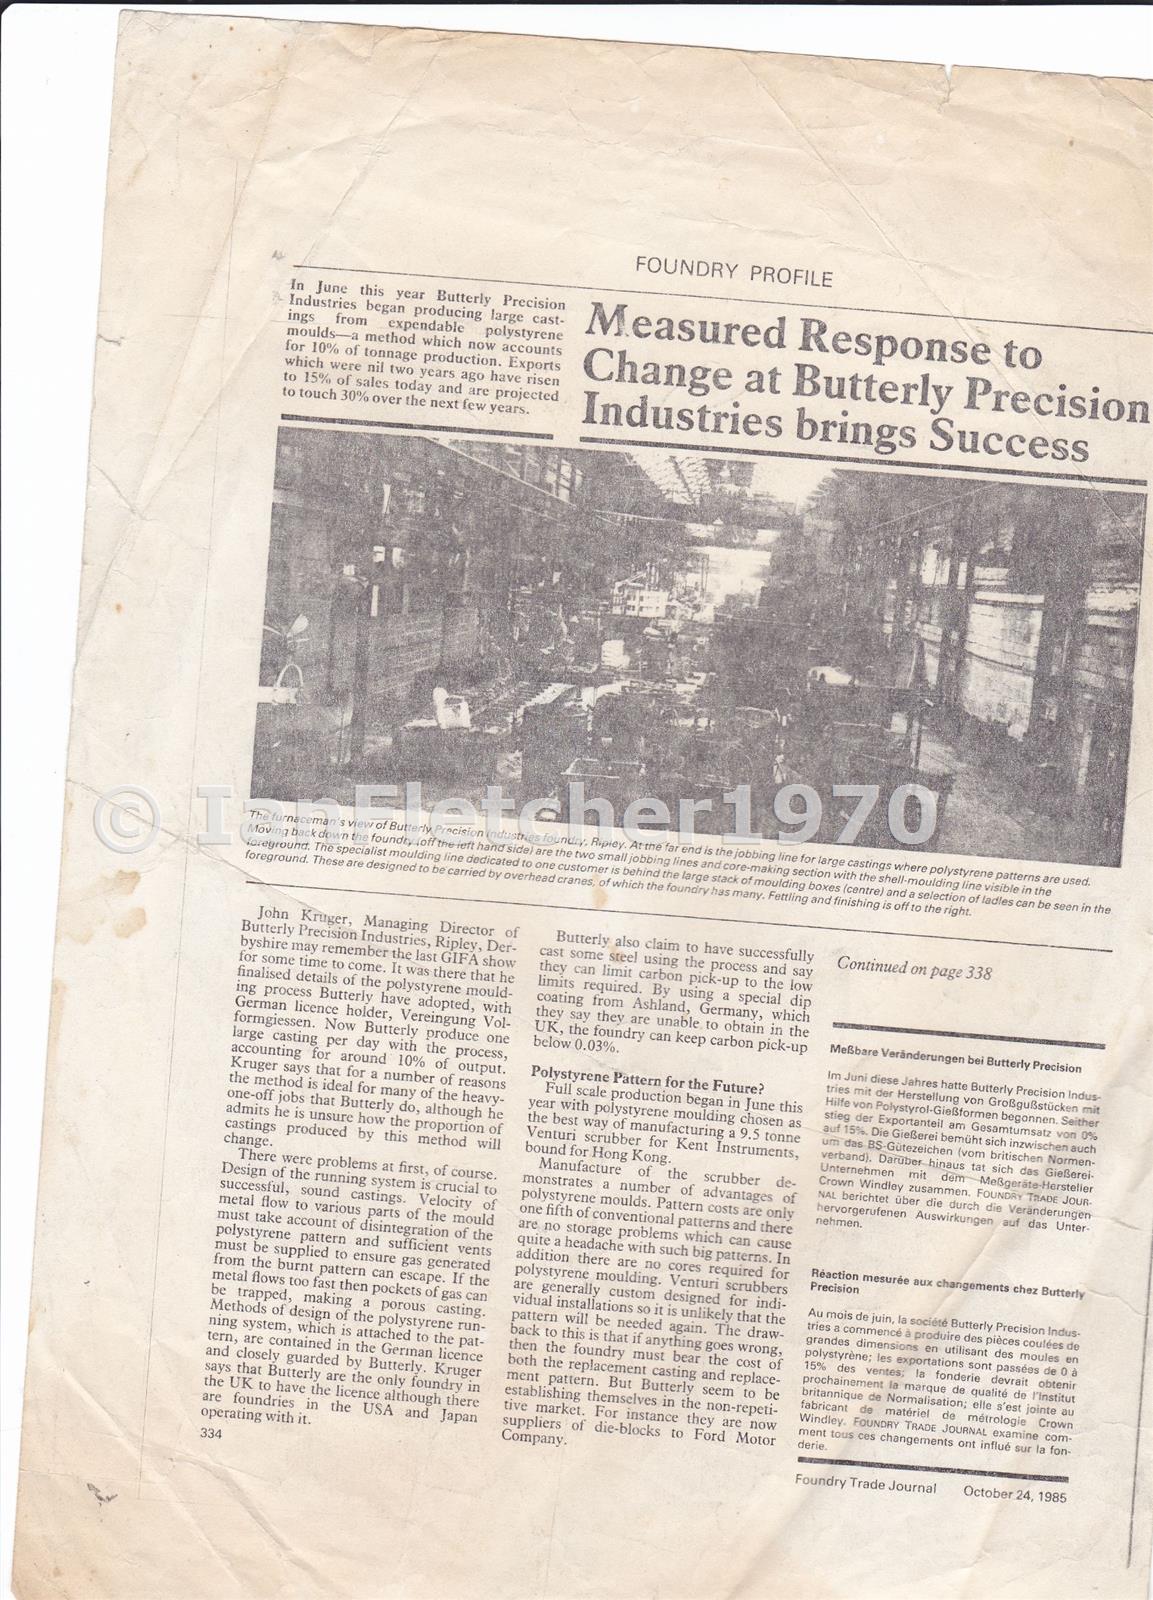 FOUNDRY PROFILE
In June this year Butterly Precision
Industries began producing large cast-
ings from expendable polystyrene
moulds—a method which now accounts
for 10% of tonnage production. Exports
which were nil two years ago have risen
to 15% of sales today and are projected
to touch 30% over the next few years.
Measured Response to
Change at Butterly Precision
Industries brings Success
© IanFletcher1970
The furnaceman's view of Butterly Precision Industries foundry, Ripley. At the far end is the jobbing line for large castings where polystyrene patterns are used.
Moving back down the foundry (off the left hand side) are the two small jobbing lines and core-making section with the shell-moulding line visible in the
foreground. The specialist moulding line dedicated to one customer is behind the large stack of moulding boxes (centre) and a selection of ladles can be seen in the
foreground. These are designed to be carried by overhead cranes, of which the foundry has many. Fettling and finishing is off to the right.
John Kruger, Managing Director of
Butterly Precision Industries, Ripley, Der-
byshire may remember the last GIFA show
for some time to come. It was there that he
finalised details of the polystyrene mould-
ing process Butterly have adopted, with
German licence holder, Vereingung Vol-
formgiessen. Now Butterly produce one
large casting per day with the process,
accounting for around 10% of output.
Kruger says that for a number of reasons
the method is ideal for many of the heavy-
one-off jobs that Butterly do, although he
admits he is unsure how the proportion of
castings produced by this method will
change.
There were problems at first, of course.
Design of the running system is crucial to
successful, sound castings. Velocity of
metal flow to various parts of the mould
must take account of disintegration of the
polystyrene pattern and sufficient vents
must be supplied to ensure gas generated
from the burnt pattern can escape. If the
metal flows too fast then pockets of gas can
be trapped, making a porous casting.
Methods of design of the polystyrene run-
ning system, which is attached to the pat-
tern, are contained in the German licence
and closely guarded by Butterly. Kruger
says that Butterly are the only foundry in
the UK to have the licence although there
are foundries in the USA and Japan
operating with it.
334
Butterly also claim to have successfully
cast some steel using the process and say
they can limit carbon pick-up to the low
limits required. By using a special dip
coating from Ashland, Germany, which
they say they are unable to obtain in the
UK, the foundry can keep carbon pick-up
below 0.03%.
Polystyrene Pattern for the Future?
Full scale production began in June this
year with polystyrene moulding chosen as
the best way of manufacturing a 9.5 tonne
Venturi scrubber for Kent Instruments,
bound for Hong Kong.
Manufacture of the scrubber de-
monstrates a number of advantages of
polystyrene moulds. Pattern costs are only
one fifth of conventional patterns and there
are no storage problems which can cause
quite a headache with such big patterns. In
addition there are no cores required for
polystyrene moulding. Venturi scrubbers
are generally custom designed for indi-
vidual installations so it is unlikely that the
pattern will be needed again. The draw-
back to this is that if anything goes wrong,
then the foundry must bear the cost of
both the replacement casting and replace-
ment pattern. But Butterly seem to be
establishing themselves in the non-repeti-
tive market. For instance they are now
suppliers of die-blocks to Ford Motor
Company.
Continued on page 338
Meßbare Veränderungen bei Butterly Precision
Im Juni diese Jahres hatte Butterly Precision Indus-
tries mit der Herstellung von Großgußstücken mit
Hilfe von Polystyrol-Gießformen begonnen. Seither
stieg der Exportanteil am Gesamtumsatz von 0%
auf 15%. Die Gießerei bemüht sich inzwischen auch
um das BS-Gütezeichen (vom britischen Normen-
verband). Darüber hinaus tat sich das Gießerei-
Unternehmen mit dem Meßgeräte-Hersteller
Crown Windley zusammen. FOUNDRY TRADE JOUR-
NAL berichtet über die durch die Veränderungen
hervorgerufenen Auswirkungen auf das Unter-
nehmen.
Réaction mesurée aux changements chez Butterly
Precision
Au mois de juin, la société Butterly Precision Indus-
tries a commencé à produire des pièces coulées de
grandes dimensions en utilisant des moules en
polystyrène; les exportations sont passées de 0 à
15% des ventes; la fonderie devrait obtenir
prochainement la marque de qualité de l'Institut
britannique de Normalisation; elle s'est jointe au
fabricant de matériel de métrologie Crown
Windley. FOUNDRY TRADE JOURNAL examine com-
ment tous ces changements ont influé sur la fon-
derie.
Foundry Trade Journal October 24, 1985